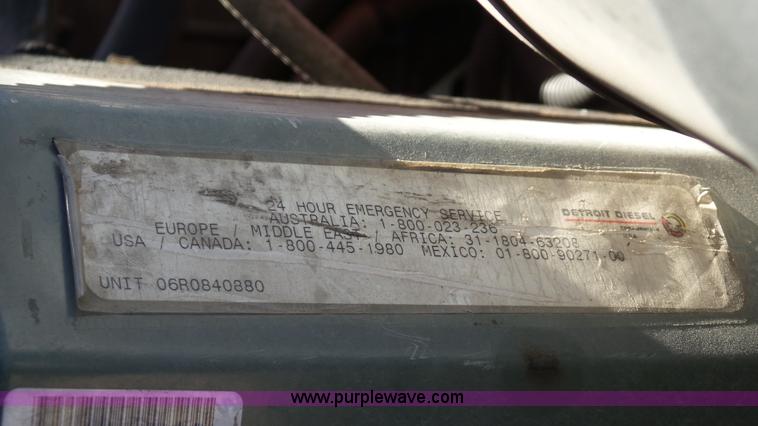 24 HOUR EMERGENCY SERVICE
AUSTRALIA: 1-800-023-236
EUROPE / MIDDLE EAST / AFRICA: 31-1804-63208
USA / CANADA: 1-800-445-1980 MEXICO: 01-800-90271-00
UNIT 06R0840880
DETROIT DIESEL
www.purplewave.com